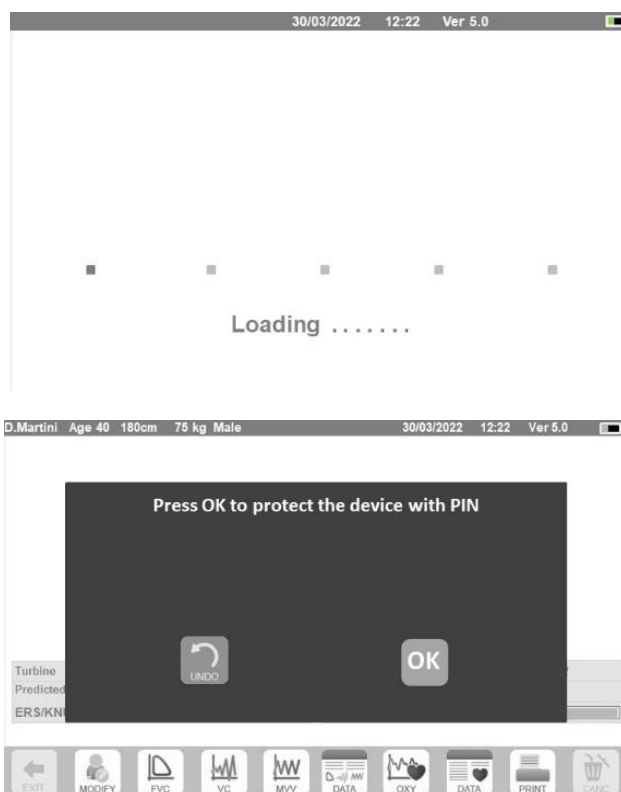 30/03/2022 12:22 Ver 5.0
Loading .......
D.Martini Age 40 180cm 75 kg Male 30/03/2022 12:22 Ver 5.0
Press OK to protect the device with PIN
UNDO OK
Turbine
Predicted
ERS/KNU
EXIT MODIFY FVC VC MVV DATA OXY DATA PRINT CANC